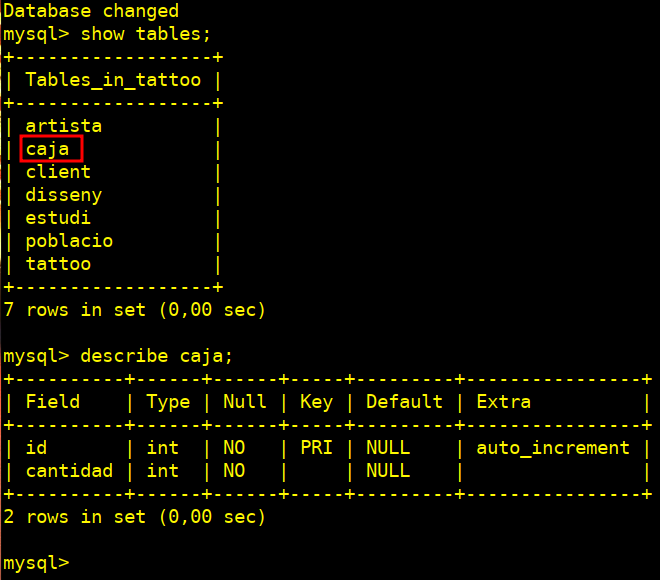 Database changed
mysql> show tables;
+------------------+
| Tables_in_tattoo |
+------------------+
| artista          |
| caja             |
| client           |
| disseny          |
| estudi           |
| poblacio         |
| tattoo           |
+------------------+
7 rows in set (0,00 sec)

mysql> describe caja;
+----------+------+------+-----+---------+----------------+
| Field    | Type | Null | Key | Default | Extra          |
+----------+------+------+-----+---------+----------------+
| id       | int  | NO   | PRI | NULL    | auto_increment |
| cantidad | int  | NO   |     | NULL    |                |
+----------+------+------+-----+---------+----------------+
2 rows in set (0,00 sec)

mysql>